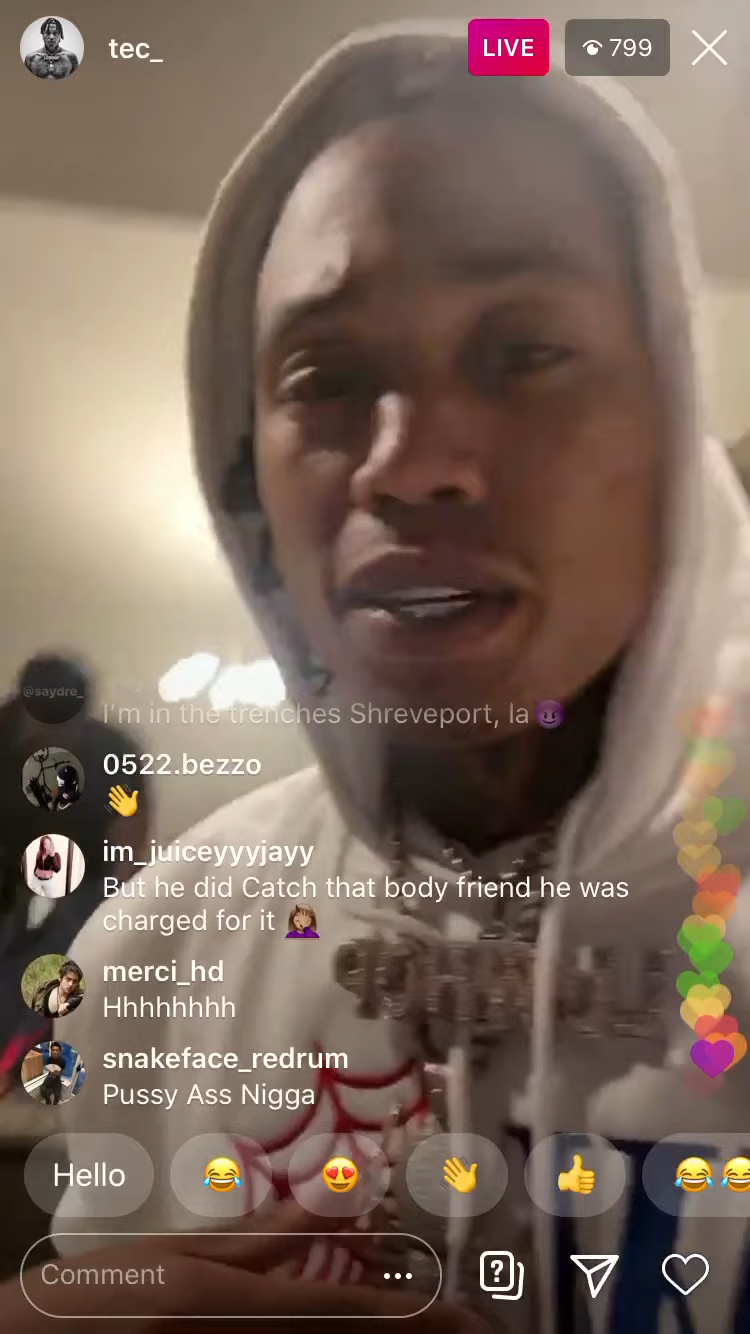 tec_
LIVE
799
@saydre_
I'm in the trenches Shreveport, la😈
0522.bezzo
👋
im_juiceyyyjayy
But he did Catch that body friend he was
charged for it 🤦🏽‍♀️
merci_hd
Hhhhhhhh
snakeface_redrum
Pussy Ass Nigga
Hello 😂 😍 👋 👍 😂😂
Comment